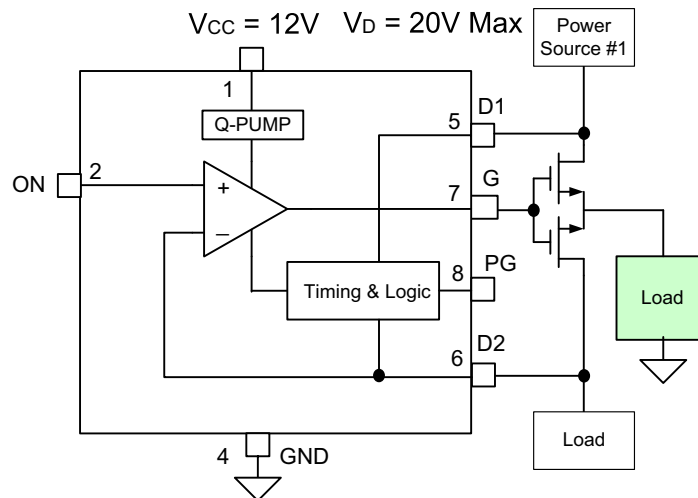 VCC = 12V VD = 20V Max
Power
Source #1
1
Q-PUMP
5
D1
ON
2
+
7
G
–
Timing & Logic
8
PG
Load
6
D2
4
GND
Load